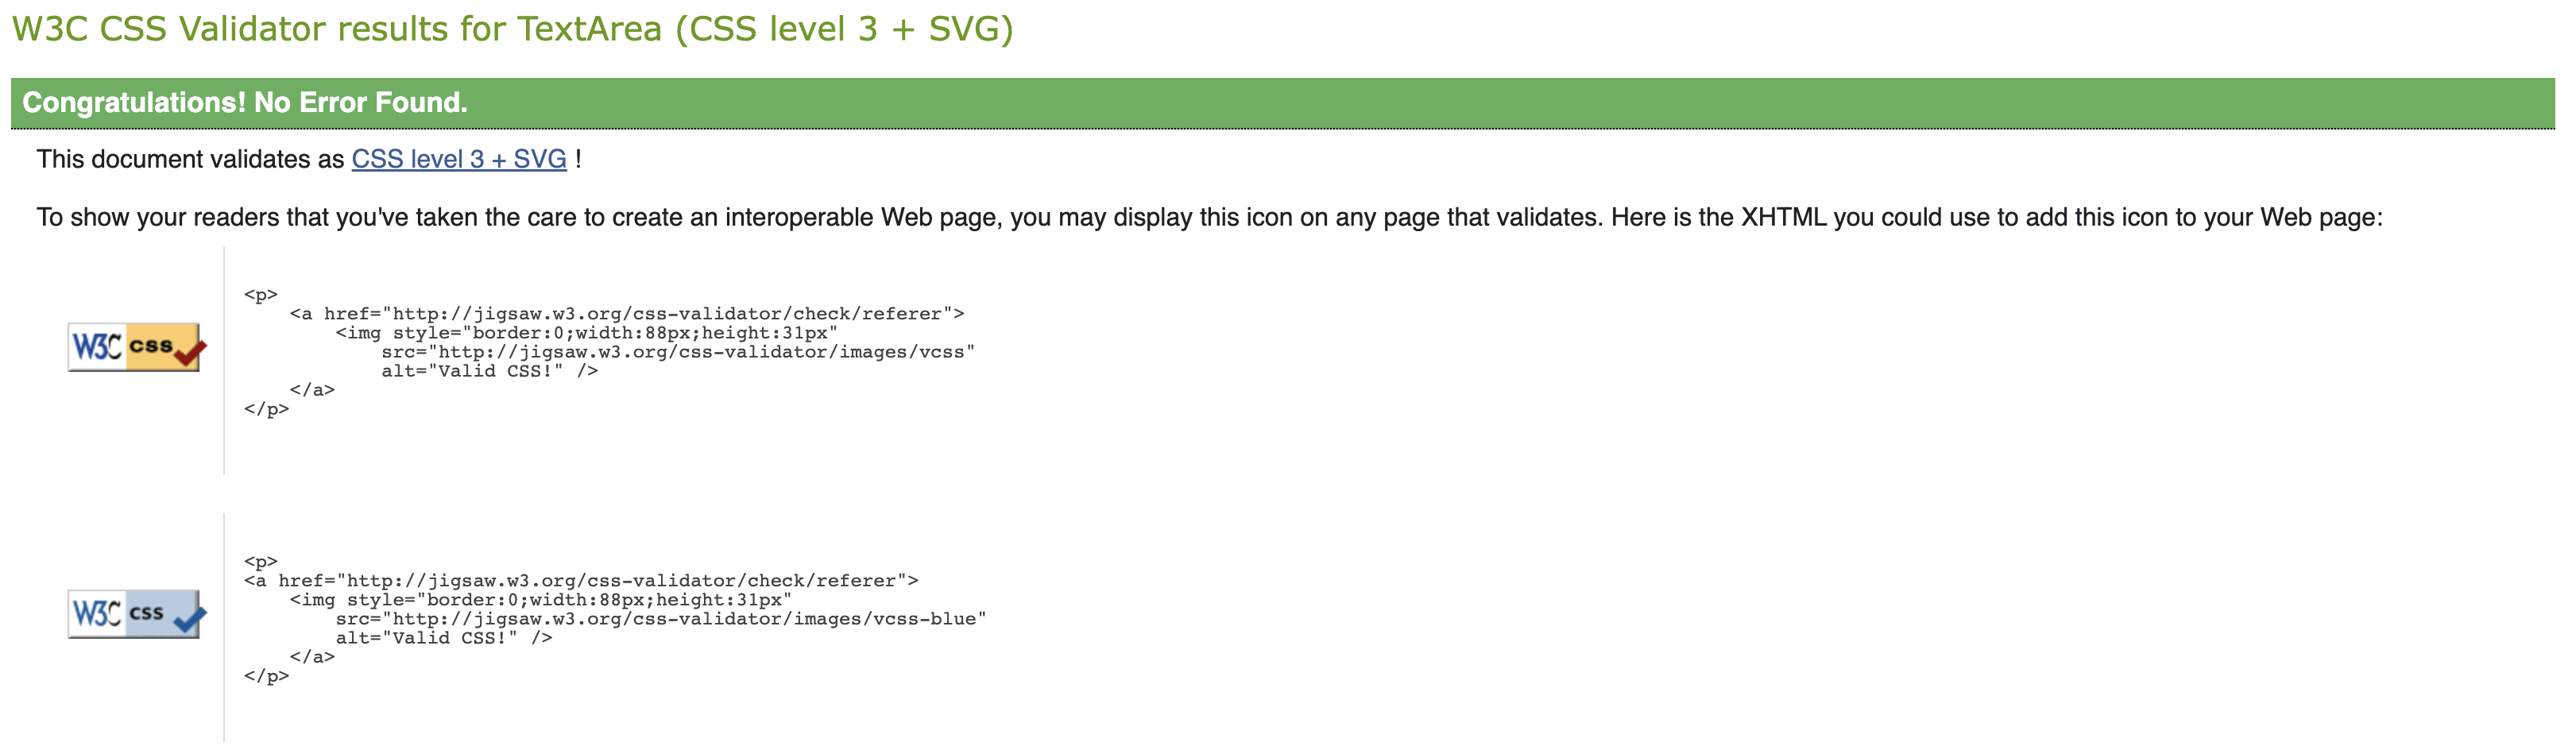 W3C CSS Validator results for TextArea (CSS level 3 + SVG)
Congratulations! No Error Found.
This document validates as CSS level 3 + SVG !
To show your readers that you've taken the care to create an interoperable Web page, you may display this icon on any page that validates. Here is the XHTML you could use to add this icon to your Web page:
W3C css
<p>
    <a href="http://jigsaw.w3.org/css-validator/check/referer">
        <img style="border:0;width:88px;height:31px"
            src="http://jigsaw.w3.org/css-validator/images/vcss"
            alt="Valid CSS!" />
    </a>
</p>
W3C css
<p>
<a href="http://jigsaw.w3.org/css-validator/check/referer">
    <img style="border:0;width:88px;height:31px"
        src="http://jigsaw.w3.org/css-validator/images/vcss-blue"
        alt="Valid CSS!" />
    </a>
</p>